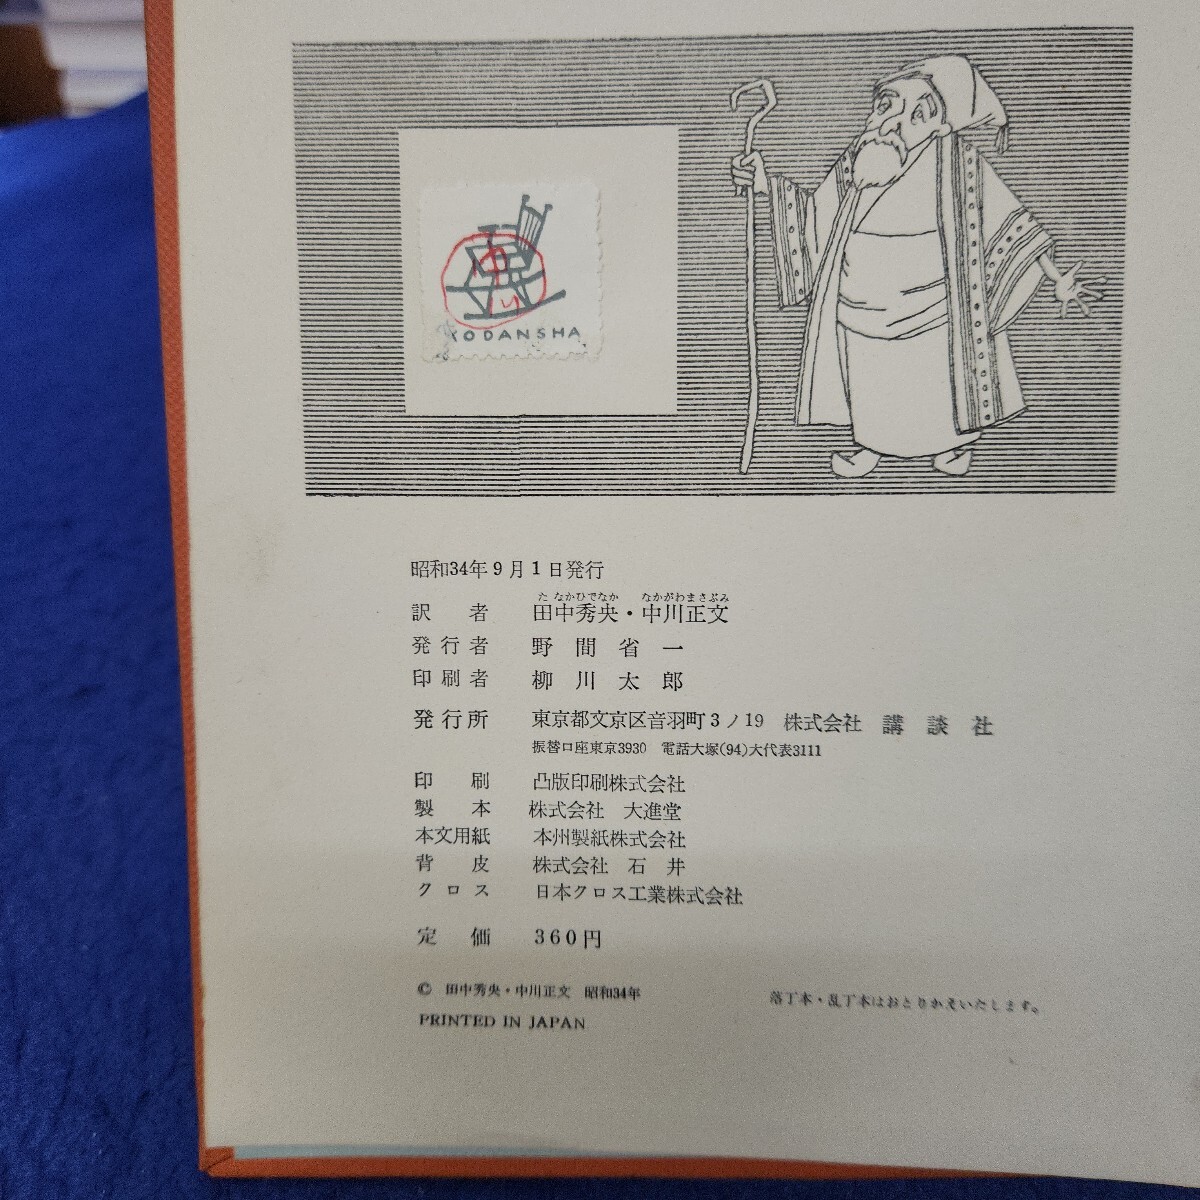 KODANSHA
昭和34年9月1日発行
た なかひでなか なかがわまさぶみ
訳 者 田中秀央・中川正文
発行者 野間省一
印刷者 柳川太郎
発行所 東京都文京区音羽町3ノ19 株式会社 講談社
振替口座東京3930 電話大塚(94)大代表3111
印 刷 凸版印刷株式会社
製 本 株式会社 大進堂
本文用紙 本州製紙株式会社
背 皮 株式会社 石井
クロス 日本クロス工業株式会社
定 価 360円
© 田中秀央・中川正文 昭和34年
落丁本・乱丁本はおとりかえいたします。
PRINTED IN JAPAN